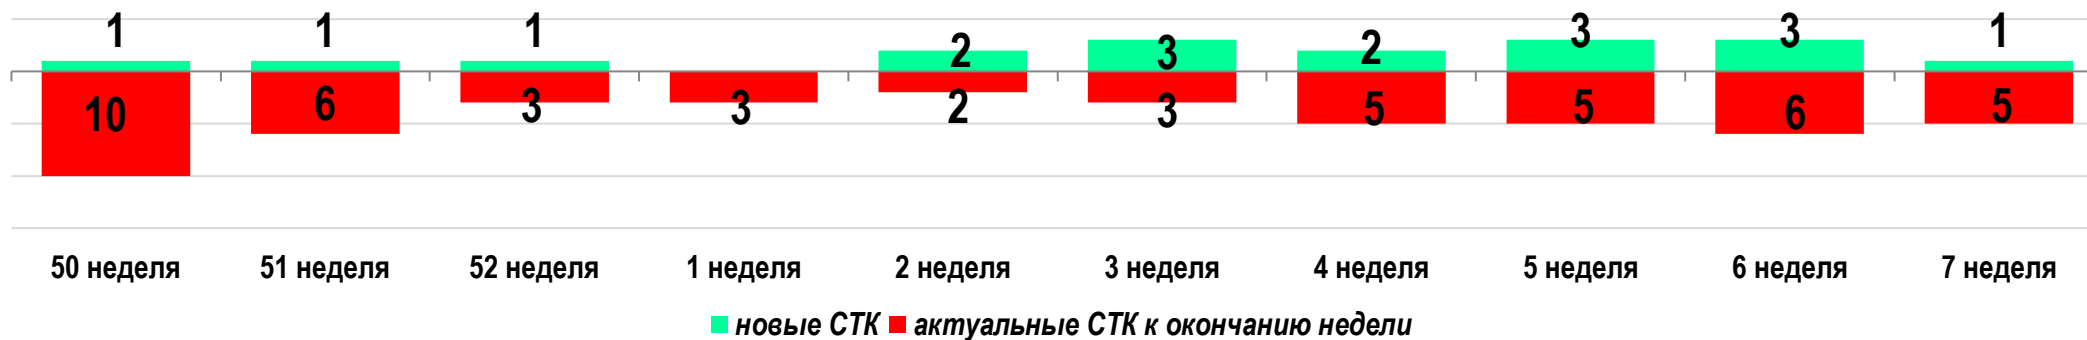 1 1 1 2 3 2 3 3 1
10 6 3 3 2 3 5 5 6 5
50 неделя 51 неделя 52 неделя 1 неделя 2 неделя 3 неделя 4 неделя 5 неделя 6 неделя 7 неделя
новые СТК актуальные СТК к окончанию недели